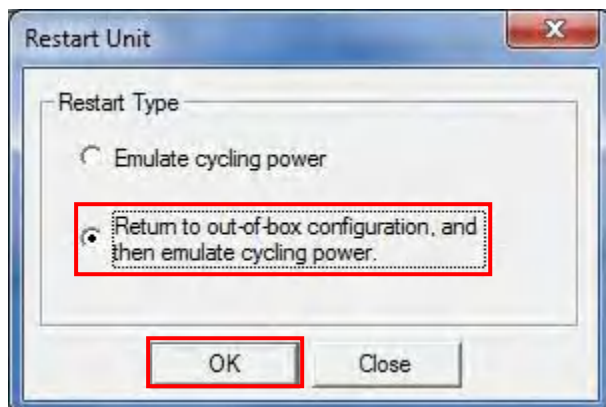 Restart Unit
Restart Type
Emulate cycling power
Return to out-of-box configuration, and
then emulate cycling power.
OK
Close